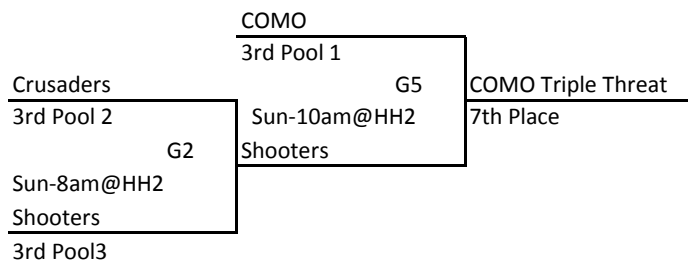 COMO
3rd Pool 1
Crusaders
G5
COMO Triple Threat
3rd Pool 2
Sun-10am@HH2
7th Place
G2
Shooters
Sun-8am@HH2
Shooters
3rd Pool3